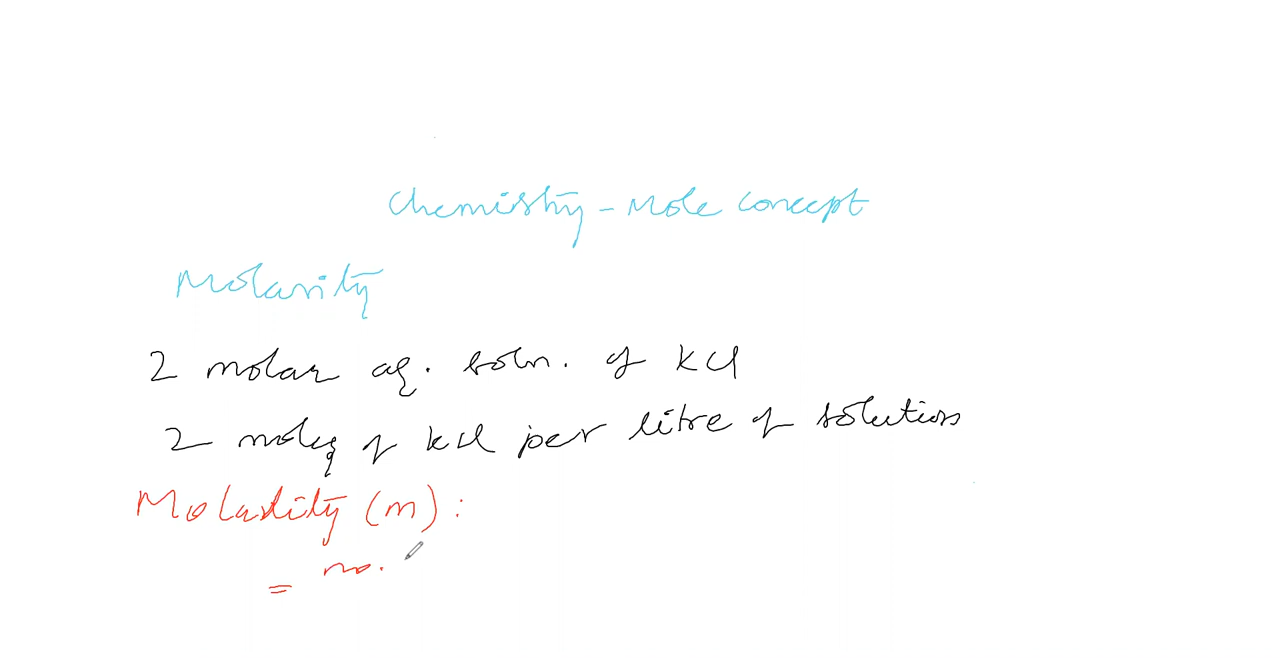 Chemistry - Mole concept
Molarity
2 molar aq. soln. of KCl
2 moles of KCl per litre of solution
Molarity (m) :
= no.